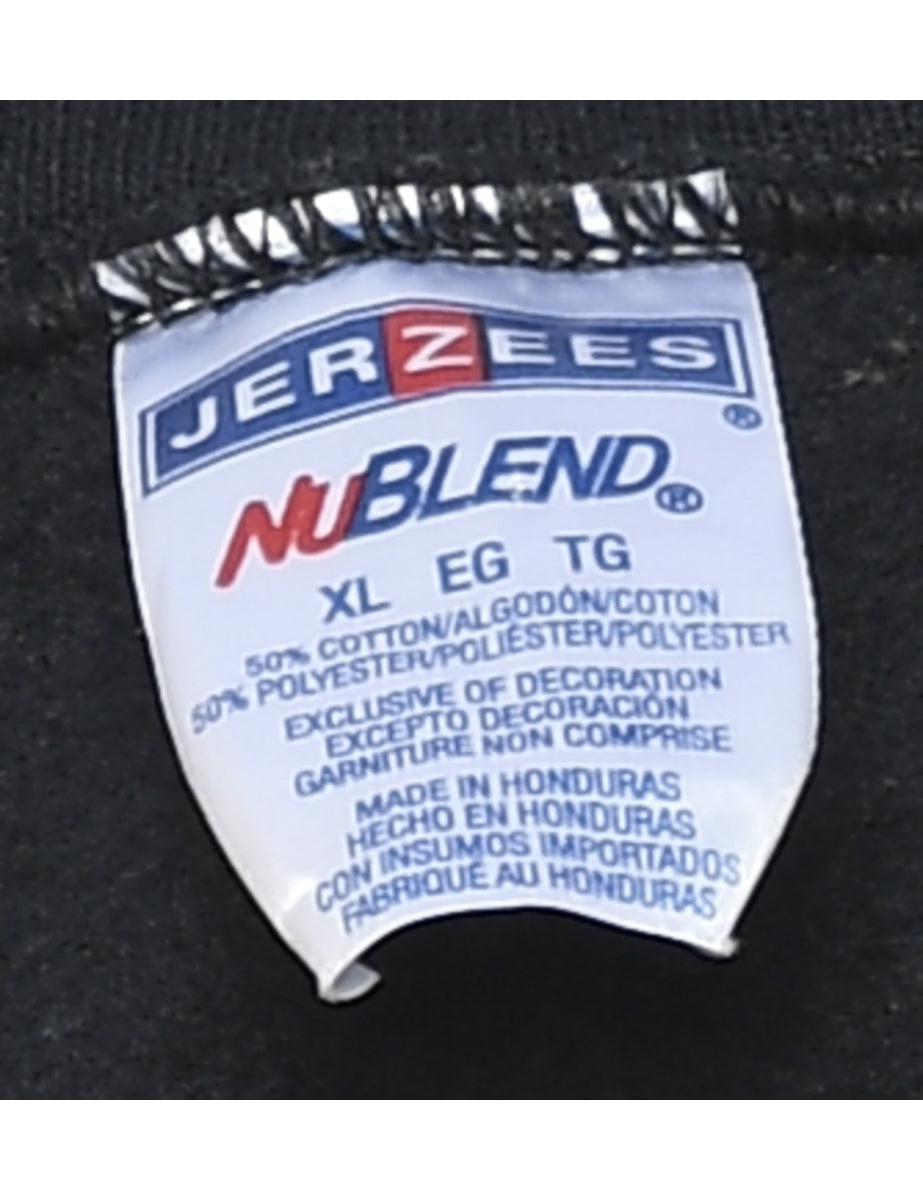 JERZEES®
NUBLEND®
XL EG TG
50% COTTON/ALGODÓN/COTON
50% POLYESTER/POLIÉSTER/POLYESTER
EXCLUSIVE OF DECORATION
EXCEPTO DECORACIÓN
GARNITURE NON COMPRISE
MADE IN HONDURAS
HECHO EN HONDURAS
CON INSUMOS IMPORTADOS
FABRIQUÉ AU HONDURAS